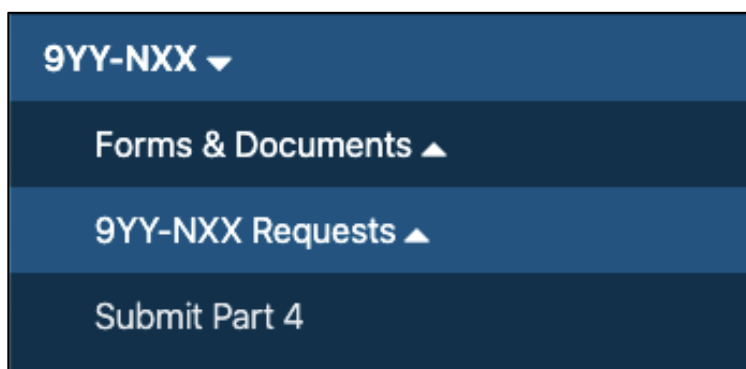 9YY-NXX
Forms & Documents
9YY-NXX Requests
Submit Part 4